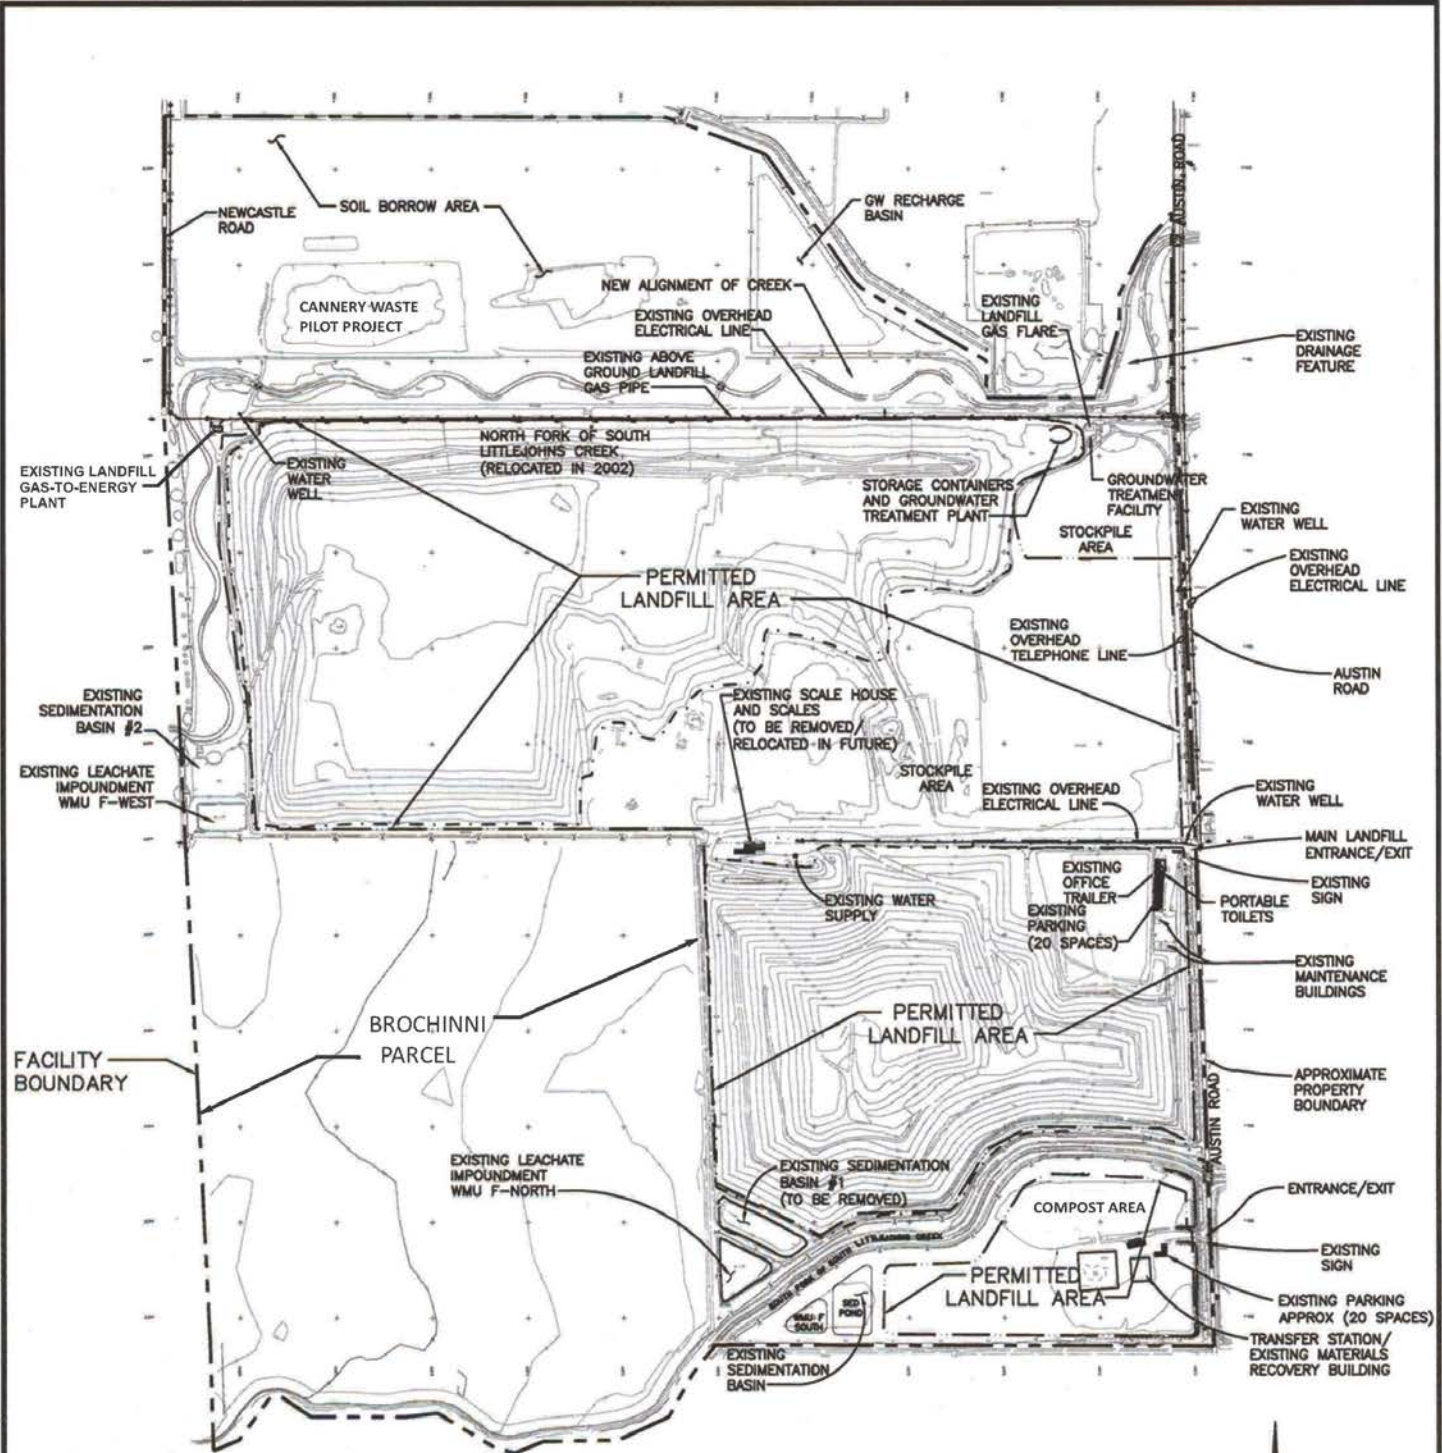 AUSTIN ROAD
NEWCASTLE
ROAD
SOIL BORROW AREA
GW RECHARGE
BASIN
CANNERY WASTE
PILOT PROJECT
NEW ALIGNMENT OF CREEK
EXISTING OVERHEAD
ELECTRICAL LINE
EXISTING
LANDFILL
GAS FLARE
EXISTING
DRAINAGE
FEATURE
EXISTING ABOVE
GROUND LANDFILL
GAS PIPE
NORTH FORK OF SOUTH
LITTLEJOHNS CREEK
(RELOCATED IN 2002)
EXISTING LANDFILL
GAS-TO-ENERGY
PLANT
EXISTING
WATER
WELL
STORAGE CONTAINERS
AND GROUNDWATER
TREATMENT PLANT
GROUNDWATER
TREATMENT
FACILITY
STOCKPILE
AREA
EXISTING
WATER WELL
EXISTING
OVERHEAD
ELECTRICAL LINE
PERMITTED
LANDFILL AREA
EXISTING
OVERHEAD
TELEPHONE LINE
AUSTIN
ROAD
EXISTING
SEDIMENTATION
BASIN #2
EXISTING SCALE HOUSE
AND SCALES
(TO BE REMOVED/
RELOCATED IN FUTURE)
EXISTING LEACHATE
IMPOUNDMENT
WMU F-WEST
STOCKPILE
AREA
EXISTING OVERHEAD
ELECTRICAL LINE
EXISTING
WATER WELL
MAIN LANDFILL
ENTRANCE/EXIT
EXISTING
SIGN
EXISTING
OFFICE
TRAILER
PORTABLE
TOILETS
EXISTING WATER
SUPPLY
EXISTING
PARKING
(20 SPACES)
EXISTING
MAINTENANCE
BUILDINGS
BROCHINNI
PARCEL
PERMITTED
LANDFILL AREA
FACILITY
BOUNDARY
APPROXIMATE
PROPERTY
BOUNDARY
AUSTIN ROAD
EXISTING LEACHATE
IMPOUNDMENT
WMU F-NORTH
EXISTING SEDIMENTATION
BASIN #1
(TO BE REMOVED)
ENTRANCE/EXIT
COMPOST AREA
SOUTH FORK OF SOUTH LITTLEJOHNS CREEK
EXISTING
SIGN
PERMITTED
LANDFILL AREA
EXISTING PARKING
APPROX (20 SPACES)
WMU F
SOUTH
SED
POND
TRANSFER STATION/
EXISTING MATERIALS
RECOVERY BUILDING
EXISTING
SEDIMENTATION
BASIN